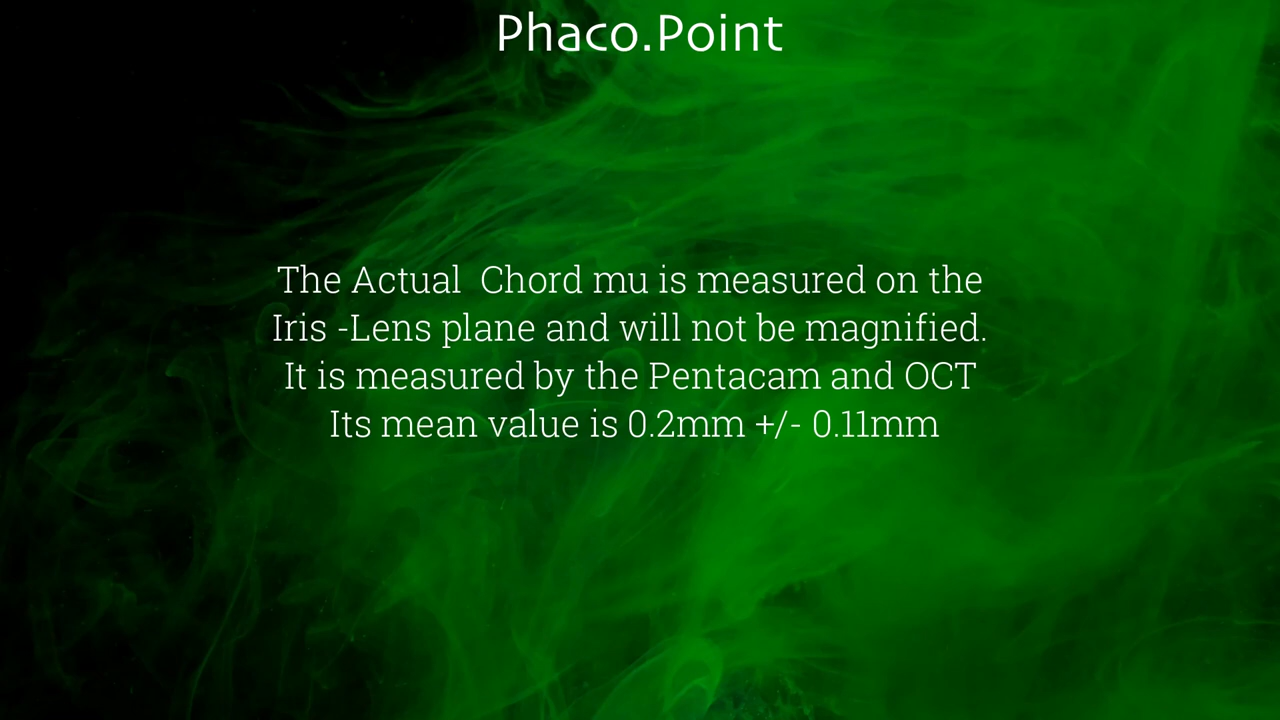 Phaco.Point
The Actual  Chord mu is measured on the
Iris -Lens plane and will not be magnified.
It is measured by the Pentacam and OCT
Its mean value is 0.2mm +/- 0.11mm